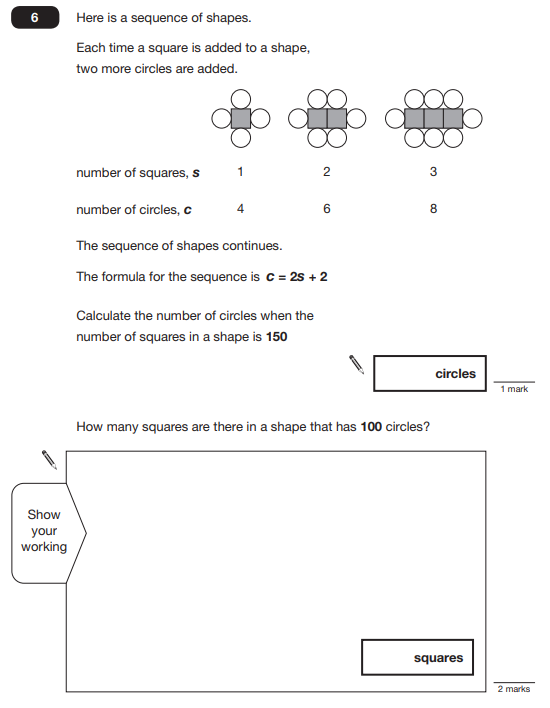 6
Here is a sequence of shapes.
Each time a square is added to a shape,
two more circles are added.
number of squares, s 1 2 3
number of circles, c 4 6 8
The sequence of shapes continues.
The formula for the sequence is c = 2s + 2
Calculate the number of circles when the
number of squares in a shape is 150
circles
1 mark
How many squares are there in a shape that has 100 circles?
Show
your
working
squares
2 marks